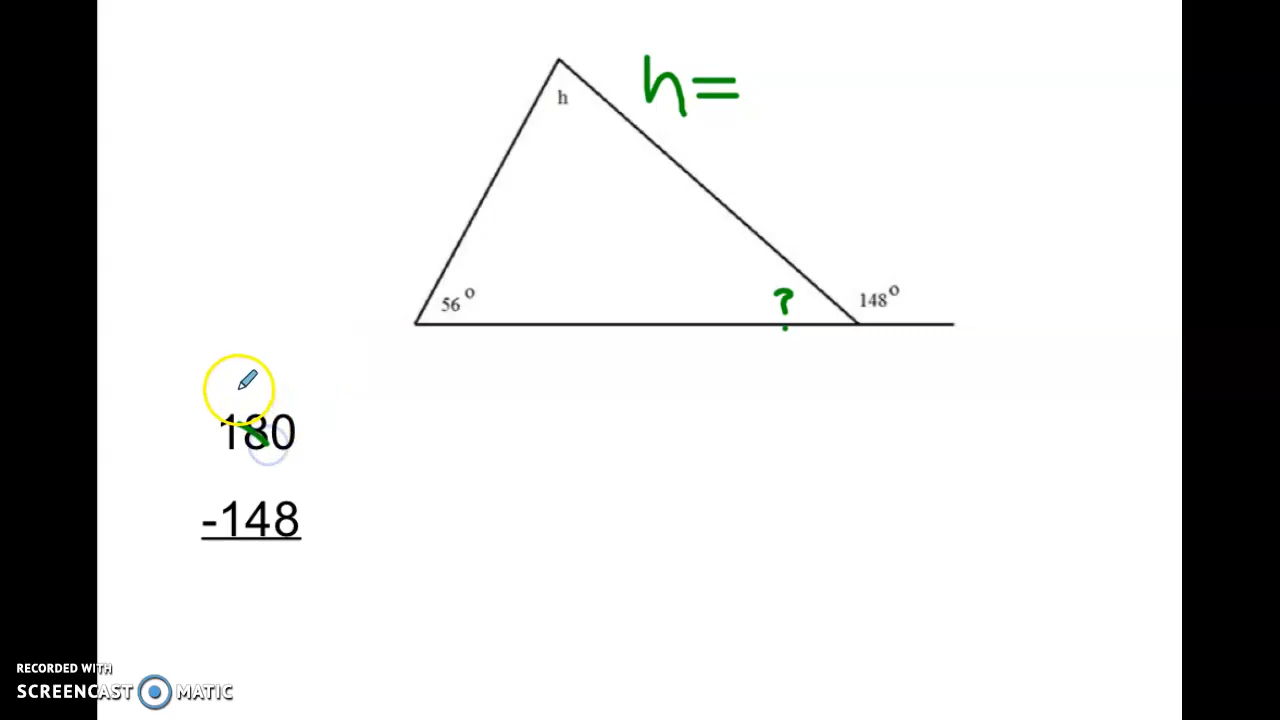 h=
h
56°
?
148°
180
-148
RECORDED WITH
SCREENCAST MATIC